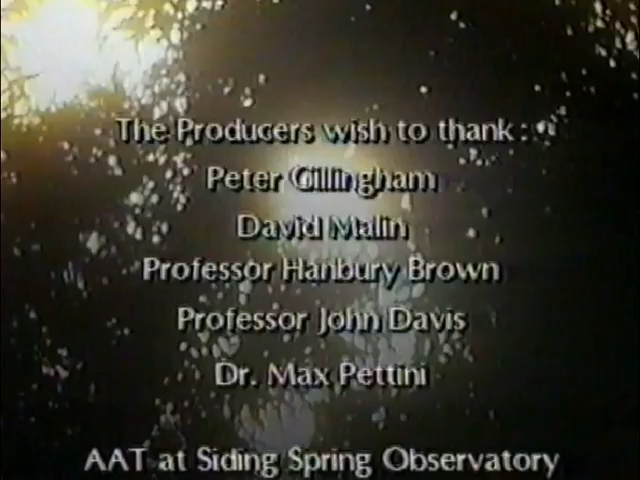 The Producers wish to thank:
Peter Gillingham
David Malin
Professor Hanbury Brown
Professor John Davis
Dr. Max Pettini
AAT at Siding Spring Observatory